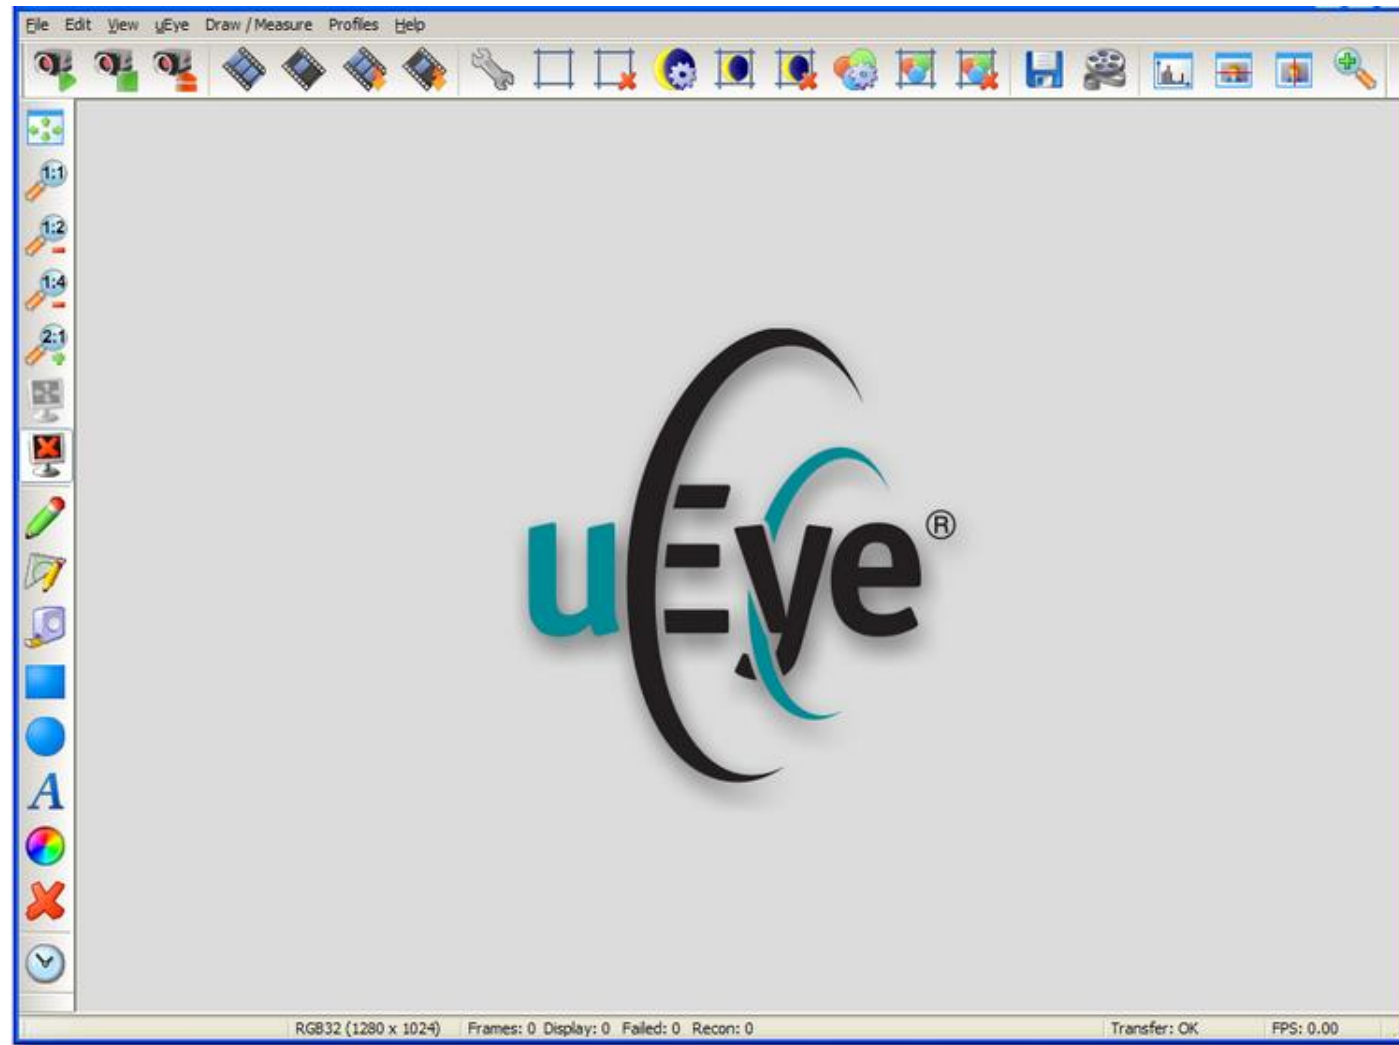 File Edit View uEye Draw / Measure Profiles Help
1:1
1:2
1:4
2:1
A
uEye®
RGB32 (1280 x 1024) Frames: 0 Display: 0 Failed: 0 Recon: 0 Transfer: OK FPS: 0.00